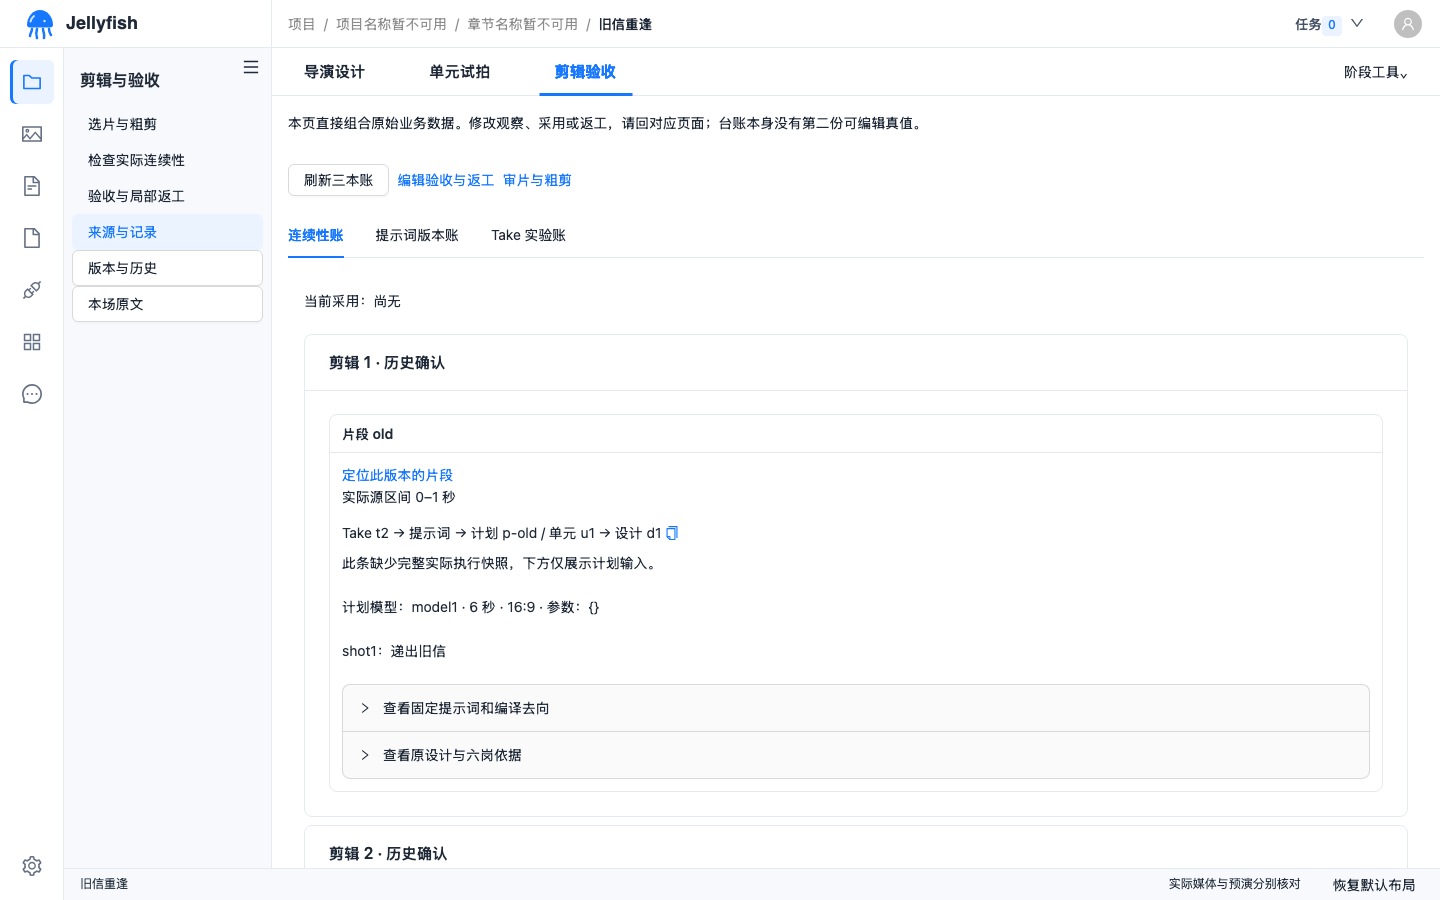 Jellyfish
项目 / 项目名称暂不可用 / 章节名称暂不可用 / 旧信重逢
任务 0
剪辑与验收
选片与粗剪
检查实际连续性
验收与局部返工
来源与记录
版本与历史
本场原文
导演设计
单元试拍
剪辑验收
阶段工具
本页直接组合原始业务数据。修改观察、采用或返工，请回对应页面；台账本身没有第二份可编辑真值。
刷新三本账 编辑验收与返工 审片与粗剪
连续性账 提示词版本账 Take 实验账
当前采用：尚无
剪辑 1 · 历史确认
片段 old
定位此版本的片段
实际源区间 0–1 秒
Take t2 → 提示词 → 计划 p-old / 单元 u1 → 设计 d1
此条缺少完整实际执行快照，下方仅展示计划输入。
计划模型：model1 · 6 秒 · 16:9 · 参数：{}
shot1：递出旧信
查看固定提示词和编译去向
查看原设计与六岗依据
剪辑 2 · 历史确认
旧信重逢
实际媒体与预演分别核对
恢复默认布局